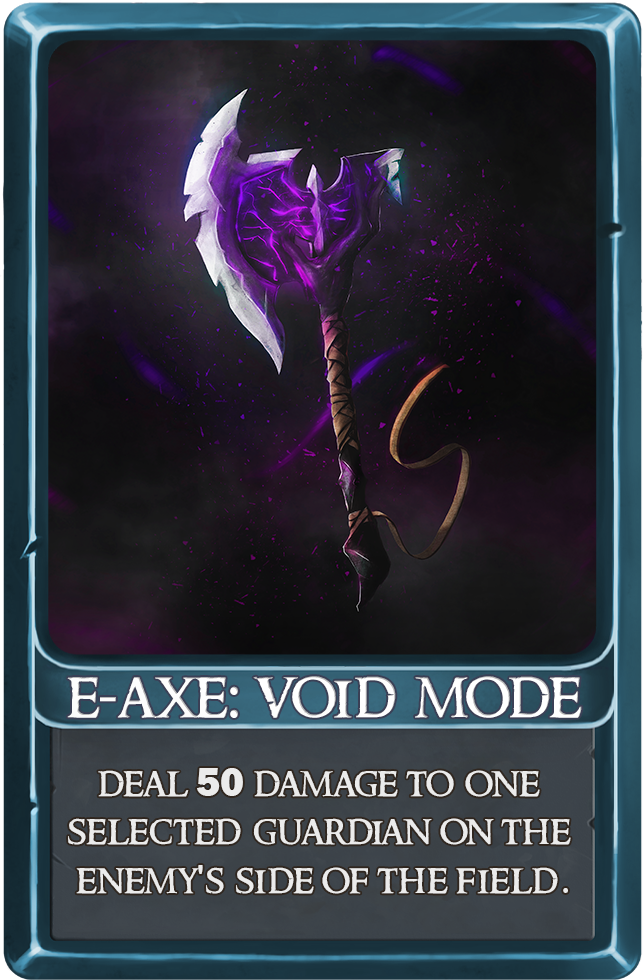 E-AXE: VOID MODE
DEAL 50 DAMAGE TO ONE
SELECTED GUARDIAN ON THE
ENEMY'S SIDE OF THE FIELD.